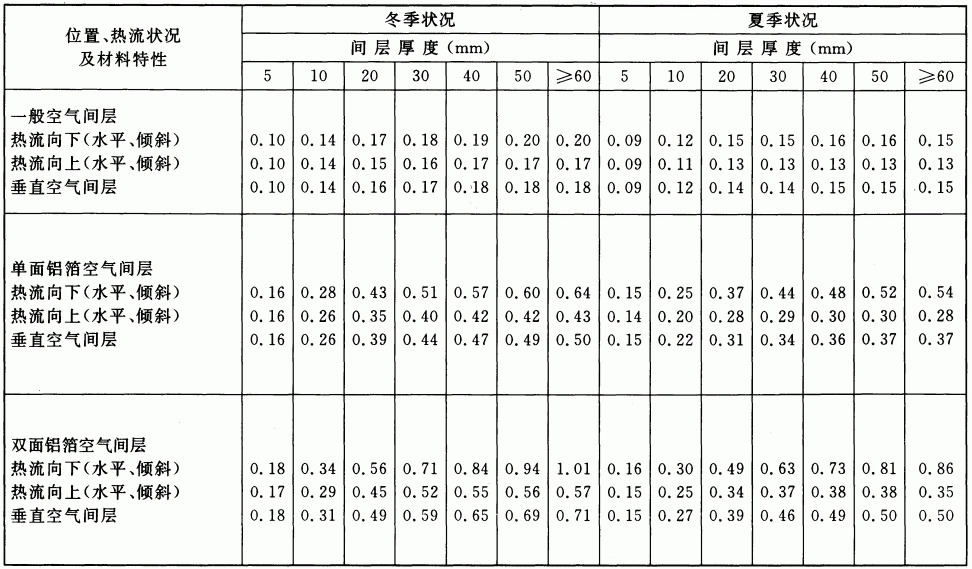 位置、热流状况
及材料特性
冬季状况 夏季状况
间层厚度(mm) 间层厚度(mm)
5 10 20 30 40 50 ≥60 5 10 20 30 40 50 ≥60
一般空气间层
热流向下(水平、倾斜) 0.10 0.14 0.17 0.18 0.19 0.20 0.20 0.09 0.12 0.15 0.15 0.16 0.16 0.15
热流向上(水平、倾斜) 0.10 0.14 0.15 0.16 0.17 0.17 0.17 0.09 0.11 0.13 0.13 0.13 0.13 0.13
垂直空气间层 0.10 0.14 0.16 0.17 0.18 0.18 0.18 0.09 0.12 0.14 0.14 0.15 0.15 0.15
单面铝箔空气间层
热流向下(水平、倾斜) 0.16 0.28 0.43 0.51 0.57 0.60 0.64 0.15 0.25 0.37 0.44 0.48 0.52 0.54
热流向上(水平、倾斜) 0.16 0.26 0.35 0.40 0.42 0.42 0.43 0.14 0.20 0.28 0.29 0.30 0.30 0.28
垂直空气间层 0.16 0.26 0.39 0.44 0.47 0.49 0.50 0.15 0.22 0.31 0.34 0.36 0.37 0.37
双面铝箔空气间层
热流向下(水平、倾斜) 0.18 0.34 0.56 0.71 0.84 0.94 1.01 0.16 0.30 0.49 0.63 0.73 0.81 0.86
热流向上(水平、倾斜) 0.17 0.29 0.45 0.52 0.55 0.56 0.57 0.15 0.25 0.34 0.37 0.38 0.38 0.35
垂直空气间层 0.18 0.31 0.49 0.59 0.65 0.69 0.71 0.15 0.27 0.39 0.46 0.49 0.50 0.50